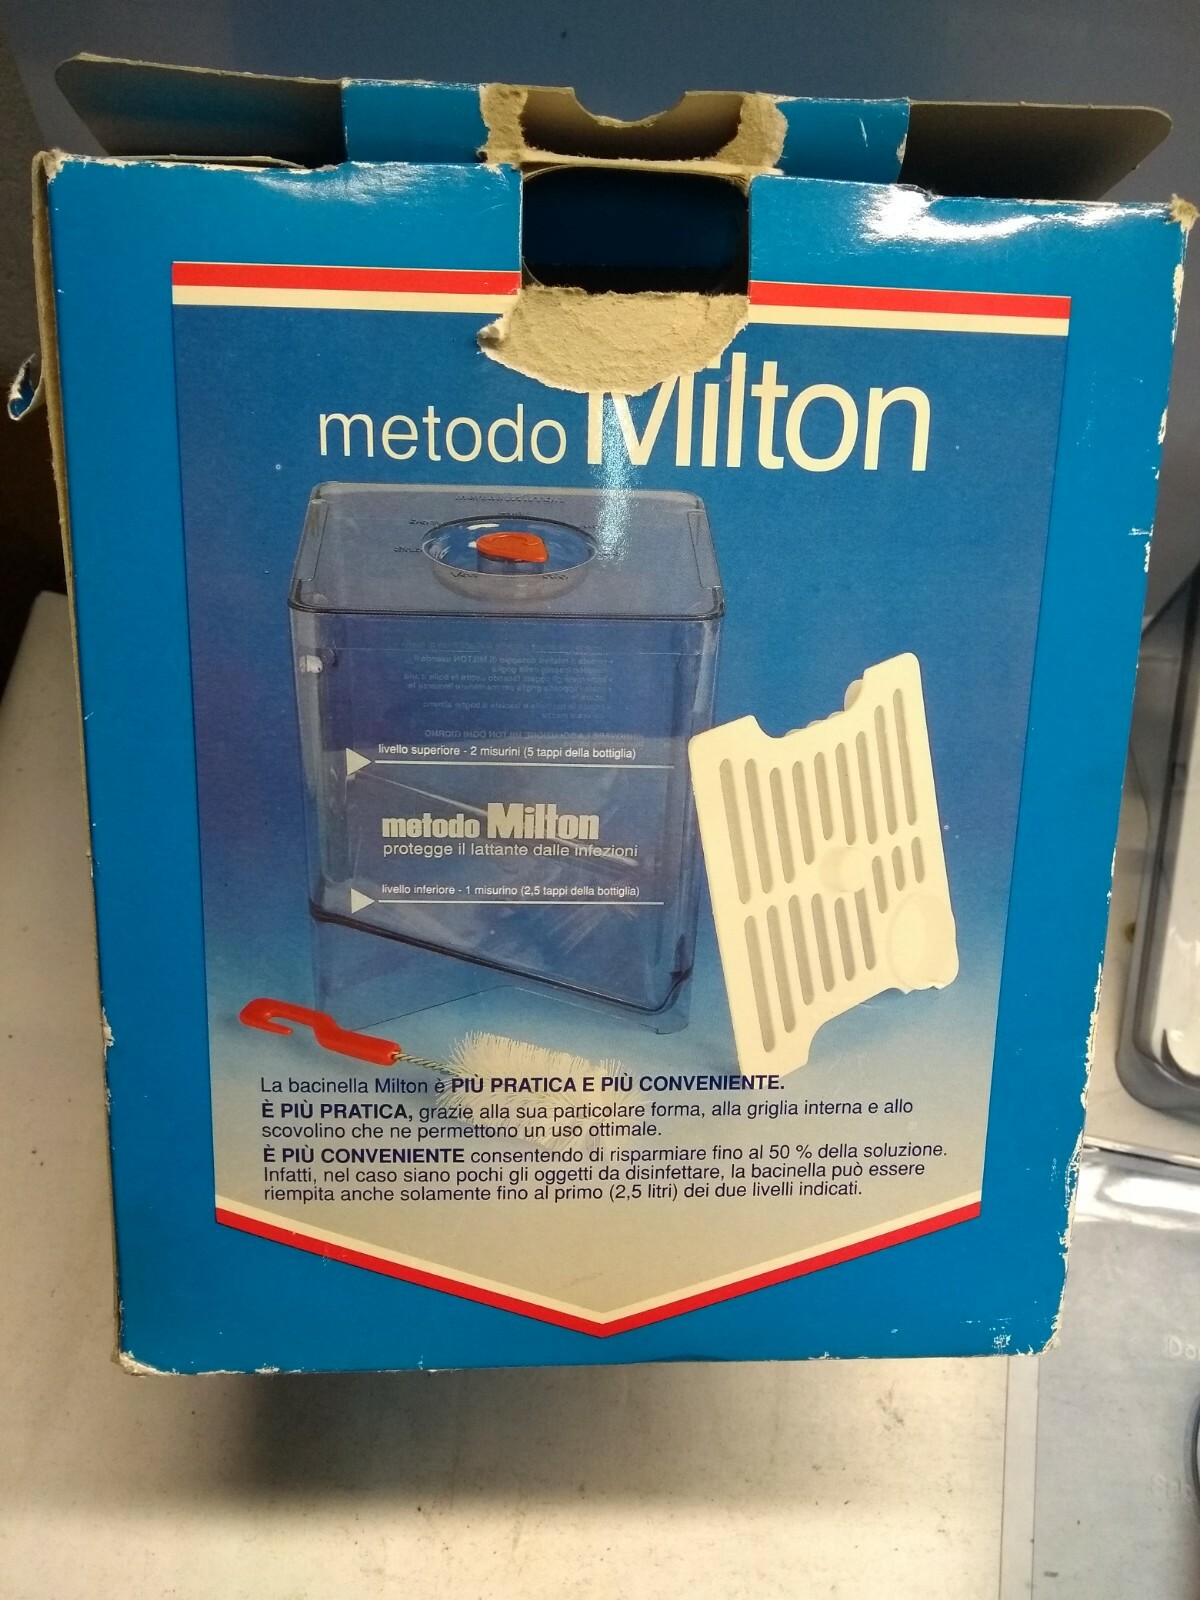 metodo Milton
livello superiore - 2 misurini (5 tappi della bottiglia)
metodo Milton
protegge il lattante dalle infezioni
livello inferiore - 1 misurino (2,5 tappi della bottiglia)
La bacinella Milton è PIÙ PRATICA E PIÙ CONVENIENTE.
È PIÙ PRATICA, grazie alla sua particolare forma, alla griglia interna e allo
scovolino che ne permettono un uso ottimale.
È PIÙ CONVENIENTE consentendo di risparmiare fino al 50 % della soluzione.
Infatti, nel caso siano pochi gli oggetti da disinfettare, la bacinella può essere
riempita anche solamente fino al primo (2,5 litri) dei due livelli indicati.